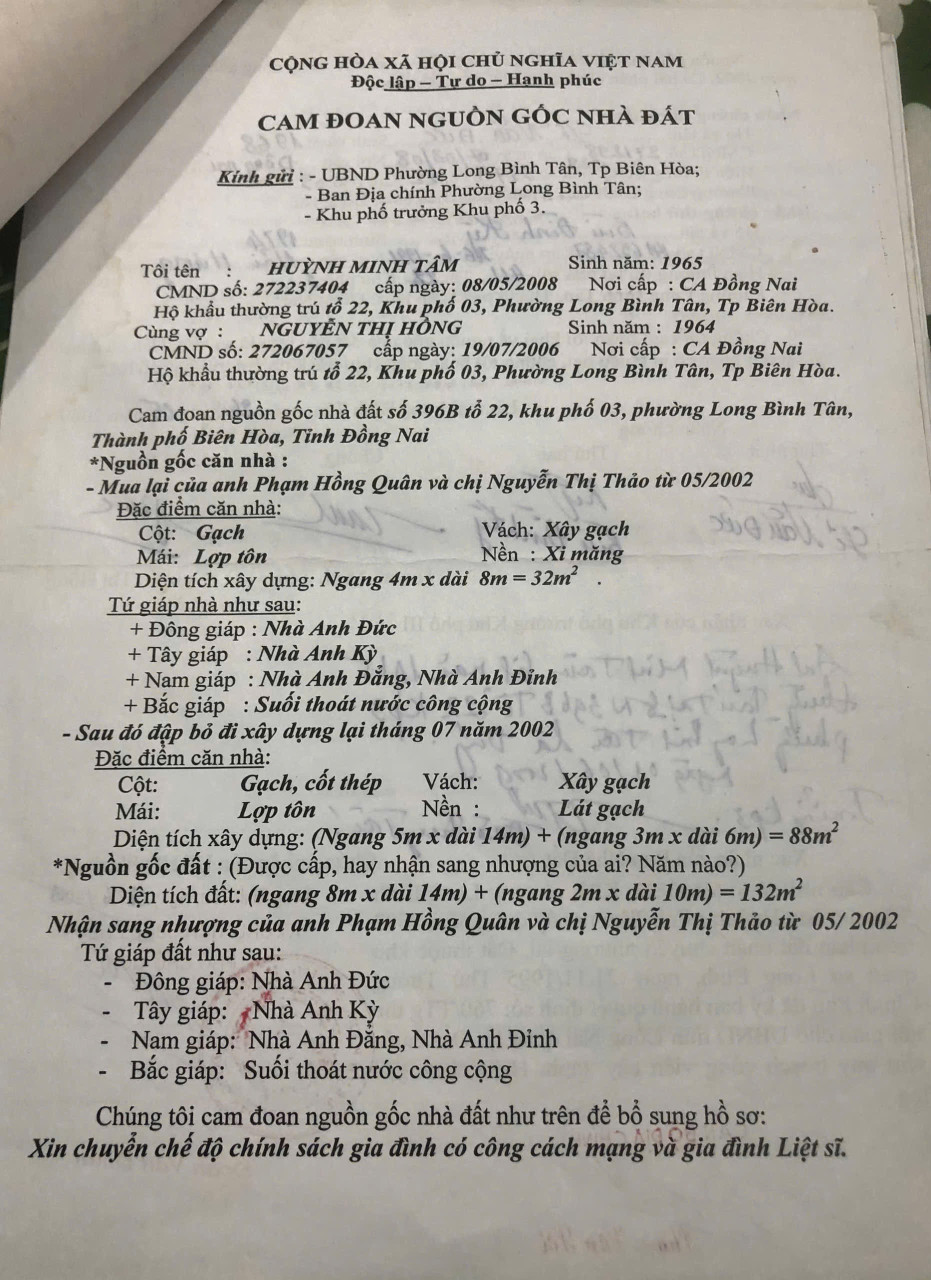 CỘNG HÒA XÃ HỘI CHỦ NGHĨA VIỆT NAM
Độc lập – Tự do – Hạnh phúc
CAM ĐOAN NGUỒN GỐC NHÀ ĐẤT
Kính gửi : - UBND Phường Long Bình Tân, Tp Biên Hòa;
- Ban Địa chính Phường Long Bình Tân;
- Khu phố trưởng Khu phố 3.
Tôi tên : HUỲNH MINH TÂM Sinh năm: 1965
CMND số: 272237404 cấp ngày: 08/05/2008 Nơi cấp : CA Đồng Nai
Hộ khẩu thường trú tổ 22, Khu phố 03, Phường Long Bình Tân, Tp Biên Hòa.
Cùng vợ : NGUYỄN THỊ HỒNG Sinh năm : 1964
CMND số: 272067057 cấp ngày: 19/07/2006 Nơi cấp : CA Đồng Nai
Hộ khẩu thường trú tổ 22, Khu phố 03, Phường Long Bình Tân, Tp Biên Hòa.
Cam đoan nguồn gốc nhà đất số 396B tổ 22, khu phố 03, phường Long Bình Tân,
Thành phố Biên Hòa, Tỉnh Đồng Nai
*Nguồn gốc căn nhà :
- Mua lại của anh Phạm Hồng Quân và chị Nguyễn Thị Thảo từ 05/2002
Đặc điểm căn nhà:
Cột: Gạch Vách: Xây gạch
Mái: Lợp tôn Nền : Xi măng
Diện tích xây dựng: Ngang 4m x dài 8m = 32m² .
Tứ giáp nhà như sau:
+ Đông giáp : Nhà Anh Đức
+ Tây giáp : Nhà Anh Kỳ
+ Nam giáp : Nhà Anh Đẳng, Nhà Anh Đỉnh
+ Bắc giáp : Suối thoát nước công cộng
- Sau đó đập bỏ đi xây dựng lại tháng 07 năm 2002
Đặc điểm căn nhà:
Cột: Gạch, cốt thép Vách: Xây gạch
Mái: Lợp tôn Nền : Lát gạch
Diện tích xây dựng: (Ngang 5m x dài 14m) + (ngang 3m x dài 6m) = 88m²
*Nguồn gốc đất : (Được cấp, hay nhận sang nhượng của ai? Năm nào?)
Diện tích đất: (ngang 8m x dài 14m) + (ngang 2m x dài 10m) = 132m²
Nhận sang nhượng của anh Phạm Hồng Quân và chị Nguyễn Thị Thảo từ 05/ 2002
Tứ giáp đất như sau:
- Đông giáp: Nhà Anh Đức
- Tây giáp: Nhà Anh Kỳ
- Nam giáp: Nhà Anh Đẳng, Nhà Anh Đỉnh
- Bắc giáp: Suối thoát nước công cộng
Chúng tôi cam đoan nguồn gốc nhà đất như trên để bổ sung hồ sơ:
Xin chuyển chế độ chính sách gia đình có công cách mạng và gia đình Liệt sĩ.